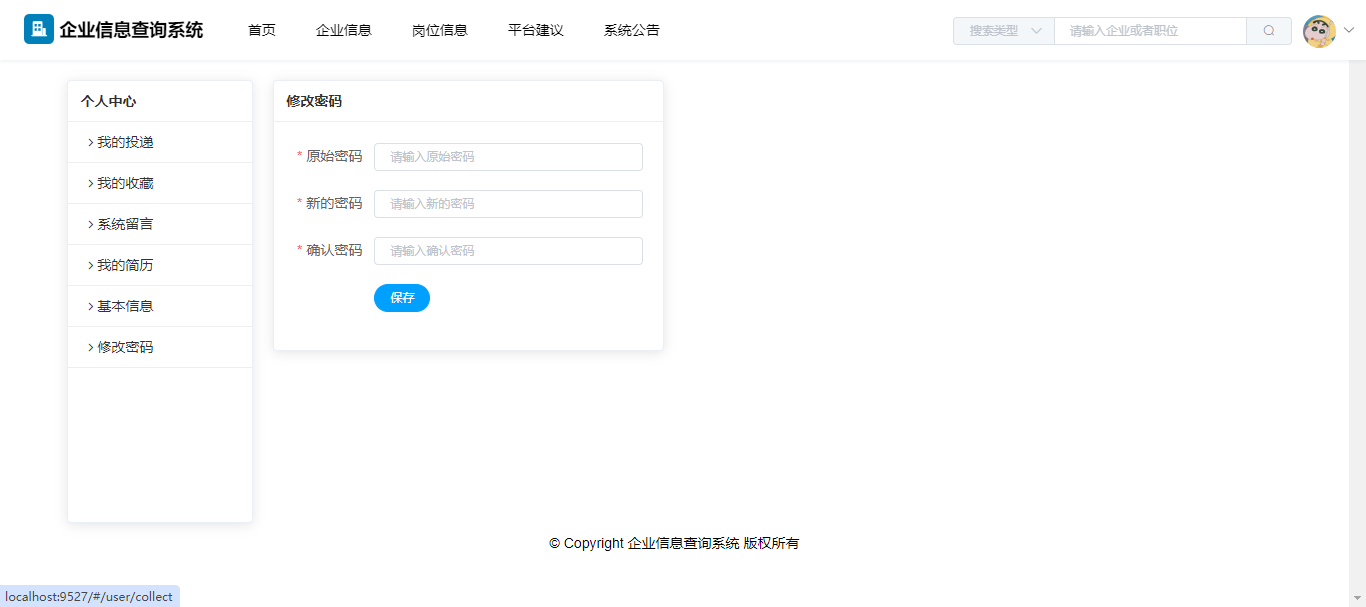 企业信息查询系统
首页
企业信息
岗位信息
平台建议
系统公告
搜索类型
请输入企业或者职位
个人中心
我的投递
我的收藏
系统留言
我的简历
基本信息
修改密码
修改密码
* 原始密码
请输入原始密码
* 新的密码
请输入新的密码
* 确认密码
请输入确认密码
保存
© Copyright 企业信息查询系统 版权所有
localhost:9527/#/user/collect